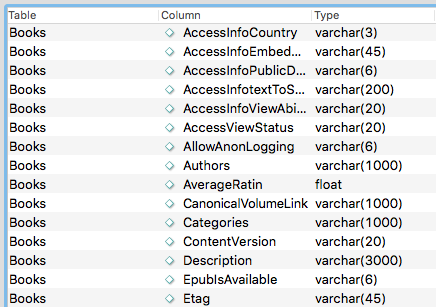 Table Column Type
Books AccessInfoCountry varchar(3)
Books AccessInfoEmbed... varchar(45)
Books AccessInfoPublicD... varchar(6)
Books AccessInfotextToS... varchar(200)
Books AccessInfoViewAbi... varchar(20)
Books AccessViewStatus varchar(20)
Books AllowAnonLogging varchar(6)
Books Authors varchar(1000)
Books AverageRatin float
Books CanonicalVolumeLink varchar(1000)
Books Categories varchar(1000)
Books ContentVersion varchar(20)
Books Description varchar(3000)
Books EpubIsAvailable varchar(6)
Books Etag varchar(45)